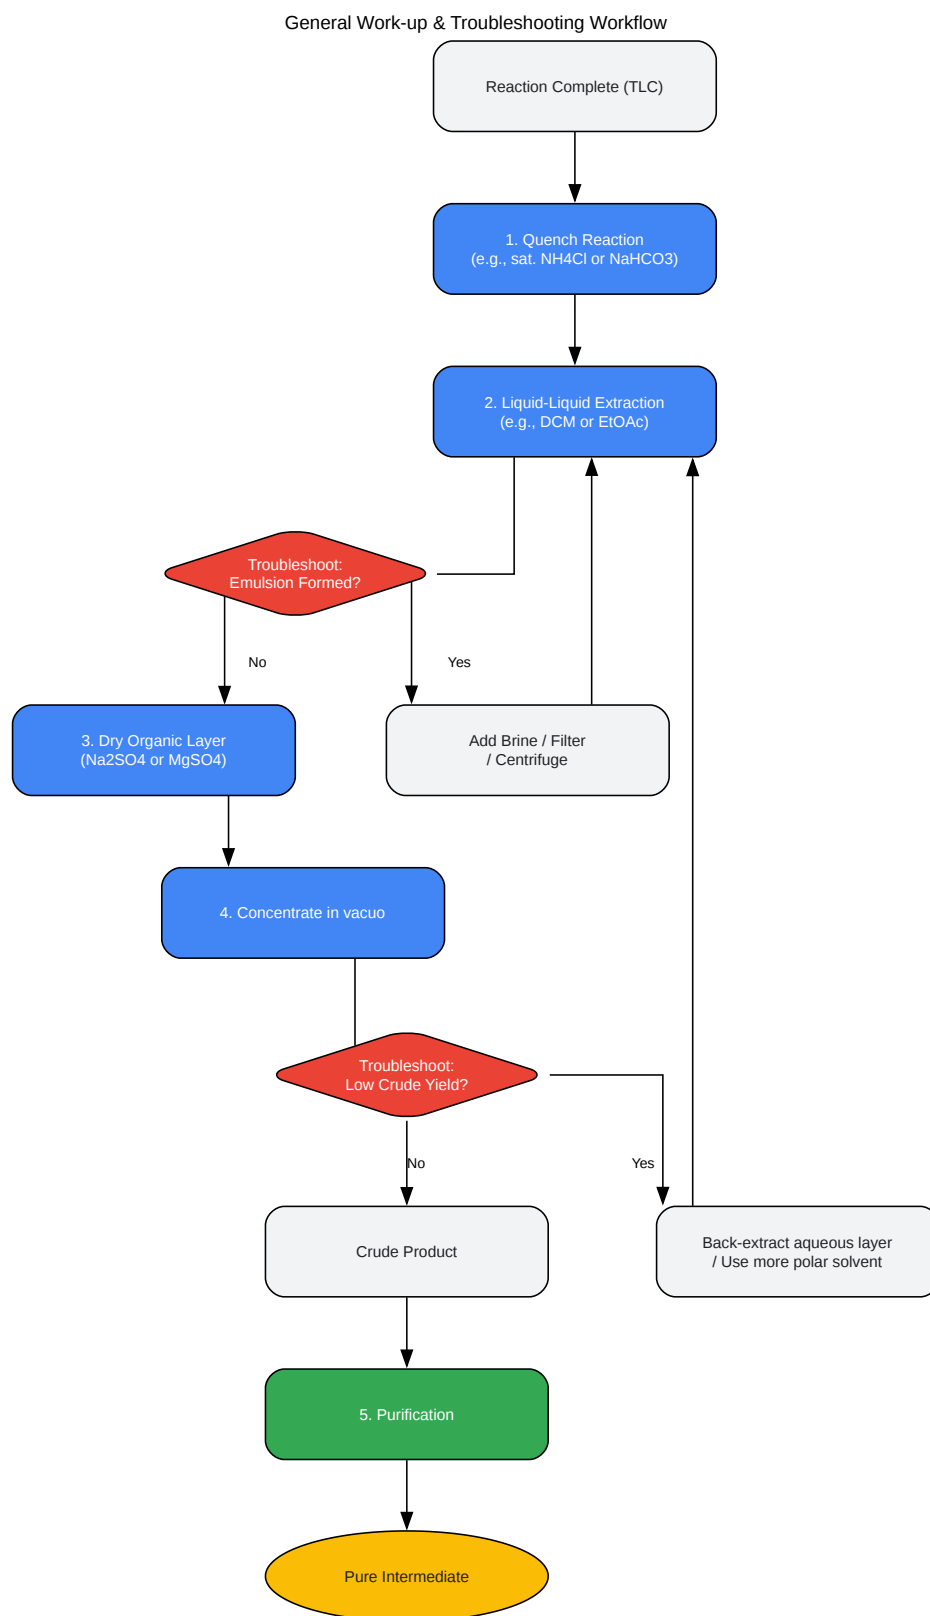 General Work-up & Troubleshooting Workflow
Reaction Complete (TLC)
1. Quench Reaction
(e.g., sat. NH4Cl or NaHCO3)
2. Liquid-Liquid Extraction
(e.g., DCM or EtOAc)
Troubleshoot:
Emulsion Formed?
No
Yes
3. Dry Organic Layer
(Na2SO4 or MgSO4)
Add Brine / Filter
/ Centrifuge
4. Concentrate in vacuo
Troubleshoot:
Low Crude Yield?
No
Yes
Crude Product
Back-extract aqueous layer
/ Use more polar solvent
5. Purification
Pure Intermediate